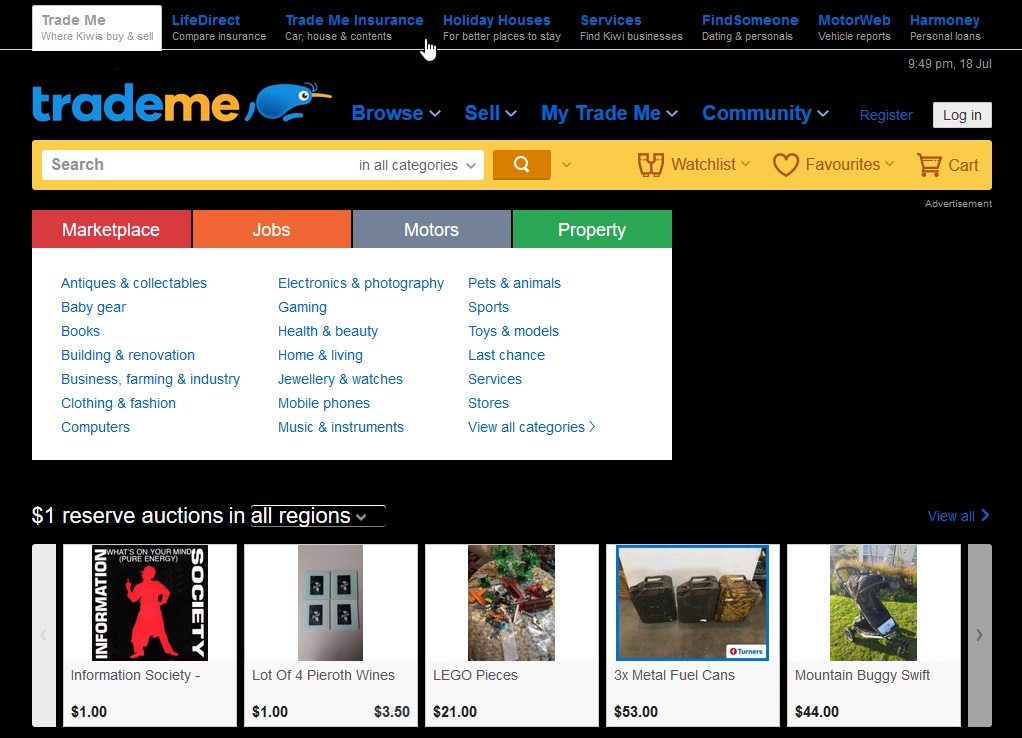 Trade Me
Where Kiwis buy & sell
LifeDirect
Compare insurance
Trade Me Insurance
Car, house & contents
Holiday Houses
For better places to stay
Services
Find Kiwi businesses
FindSomeone
Dating & personals
MotorWeb
Vehicle reports
Harmoney
Personal loans
9:49 pm, 18 Jul
trademe
Browse
Sell
My Trade Me
Community
Register
Log in
Search
in all categories
Watchlist
Favourites
Cart
Advertisement
Marketplace
Jobs
Motors
Property
Antiques & collectables
Baby gear
Books
Building & renovation
Business, farming & industry
Clothing & fashion
Computers
Electronics & photography
Gaming
Health & beauty
Home & living
Jewellery & watches
Mobile phones
Music & instruments
Pets & animals
Sports
Toys & models
Last chance
Services
Stores
View all categories
$1 reserve auctions in all regions
View all
INFORMATION
WHAT'S ON YOUR MIND
(PURE ENERGY)
SOCIETY
Information Society -
$1.00
Lot Of 4 Pieroth Wines
$1.00 $3.50
LEGO Pieces
$21.00
Turners
3x Metal Fuel Cans
$53.00
Mountain Buggy Swift
$44.00